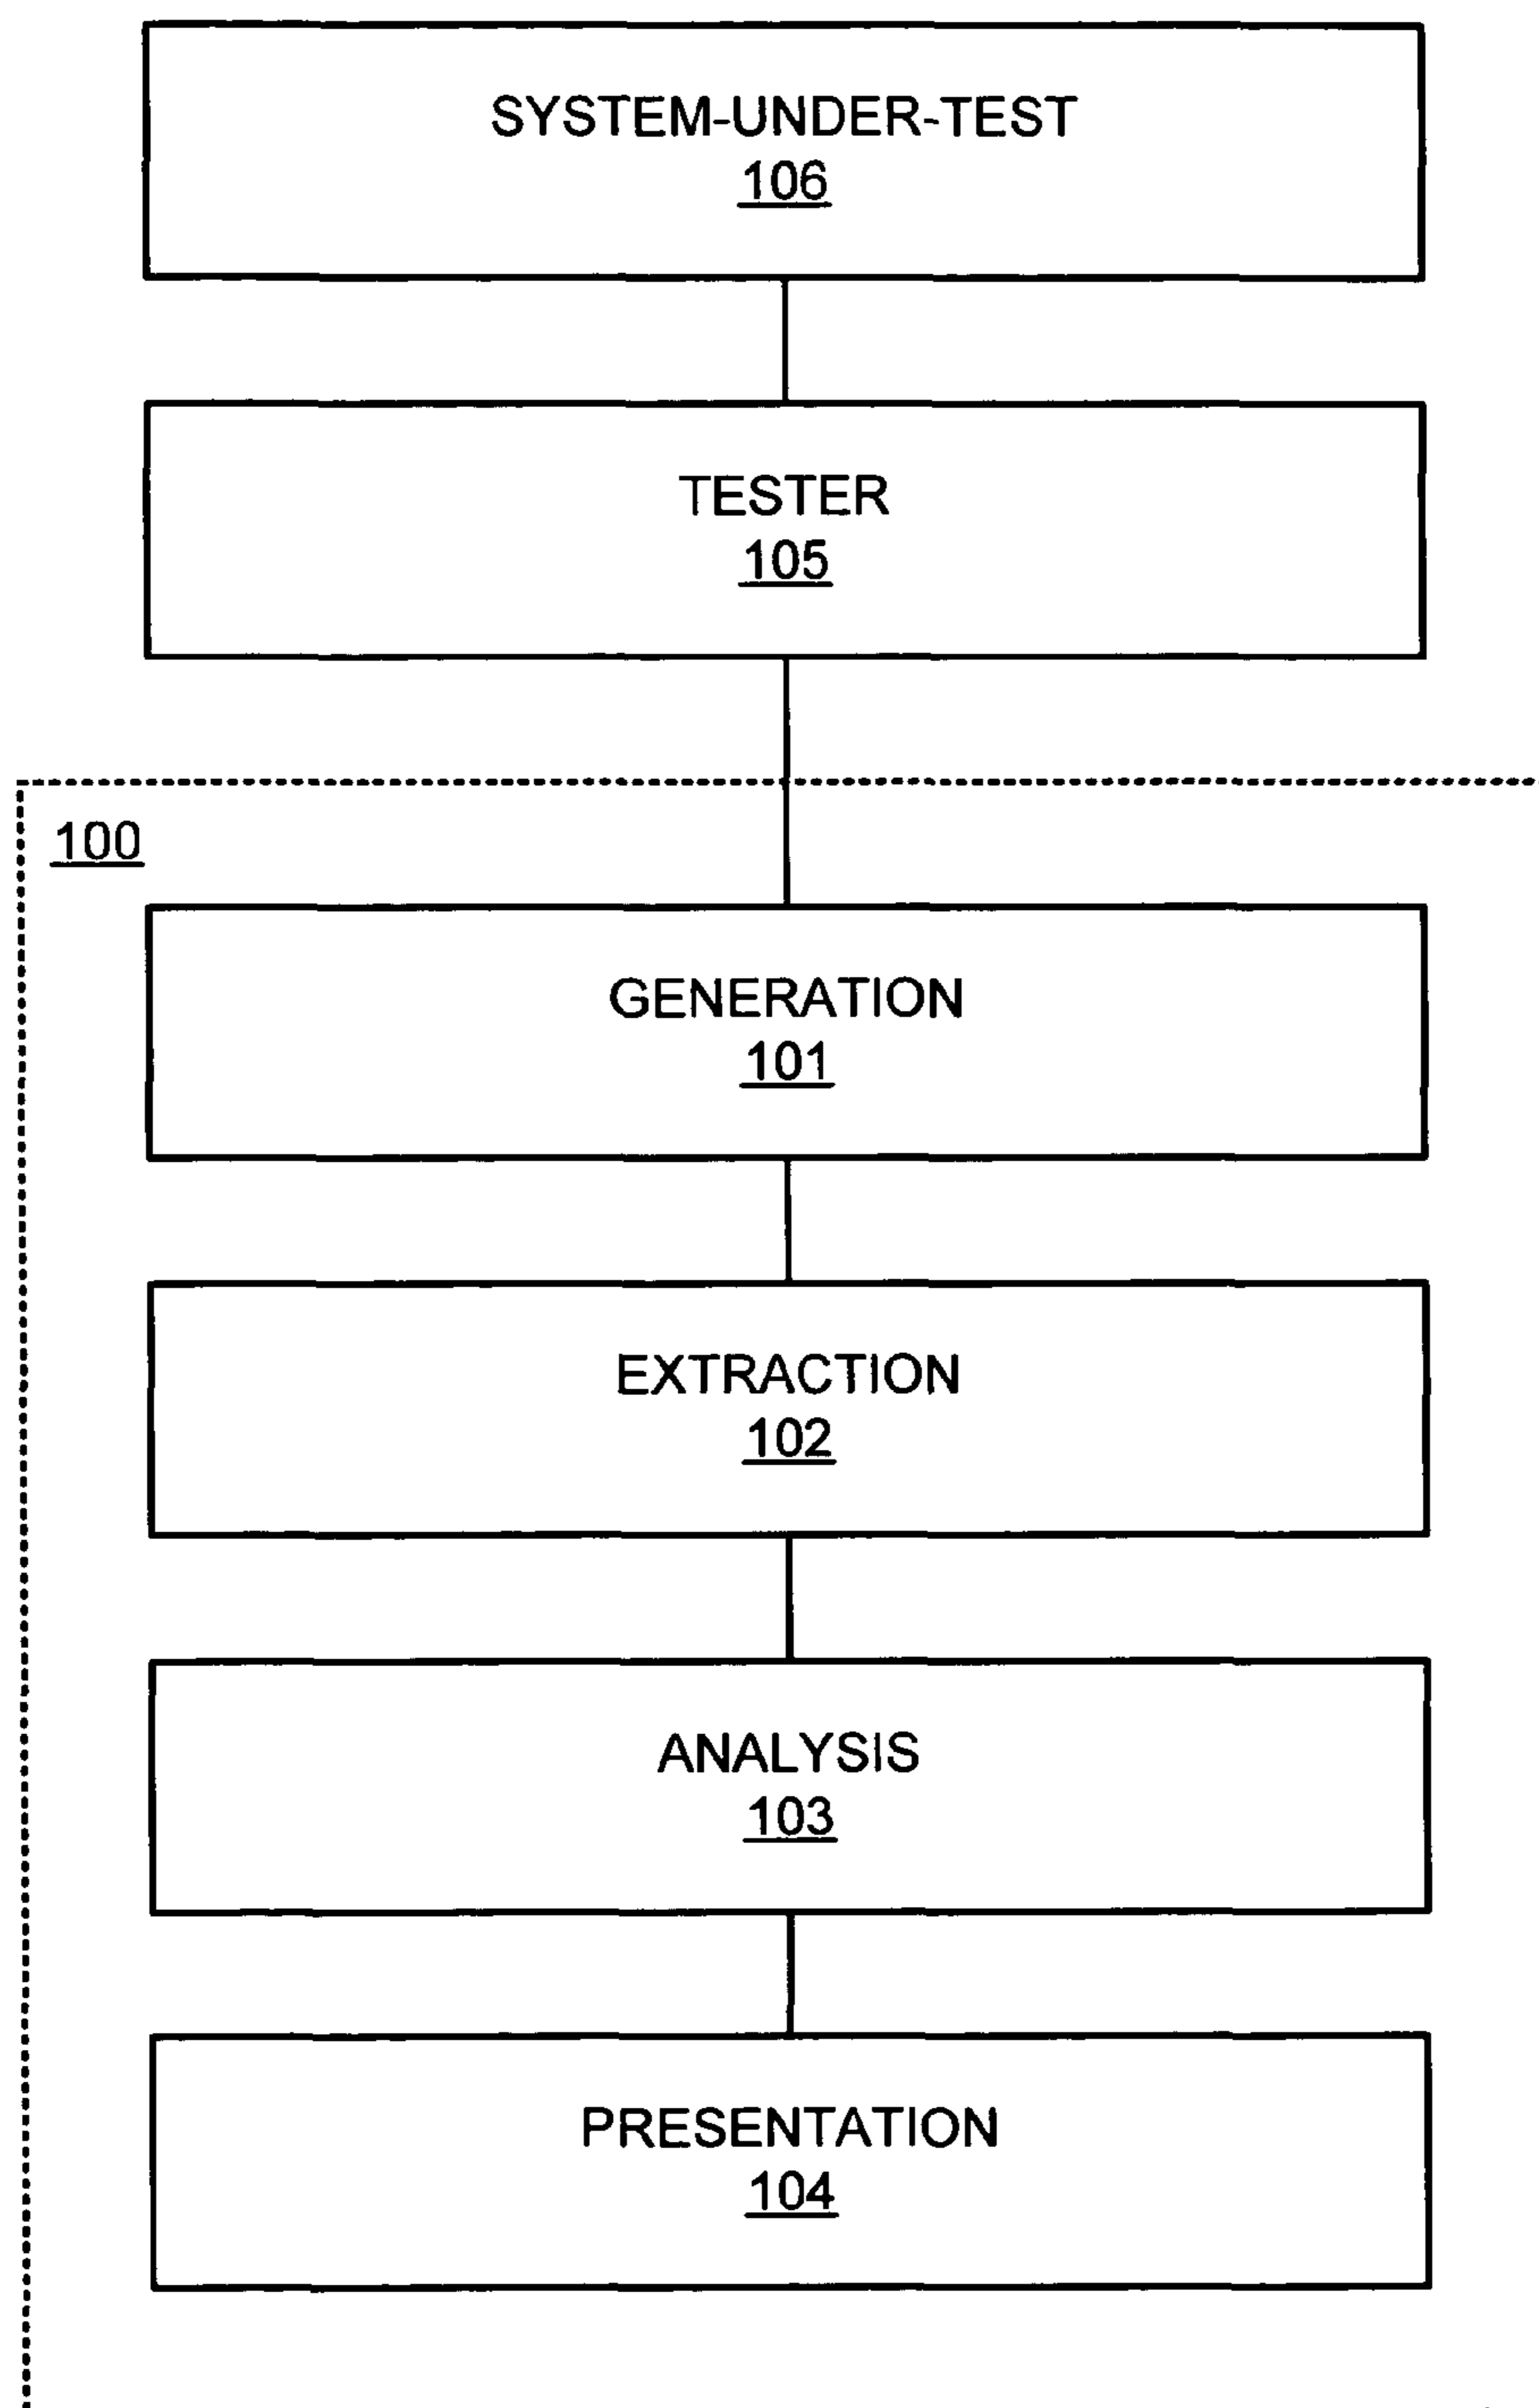 SYSTEM-UNDER-TEST
106
TESTER
105
100
GENERATION
101
EXTRACTION
102
ANALYSIS
103
PRESENTATION
104